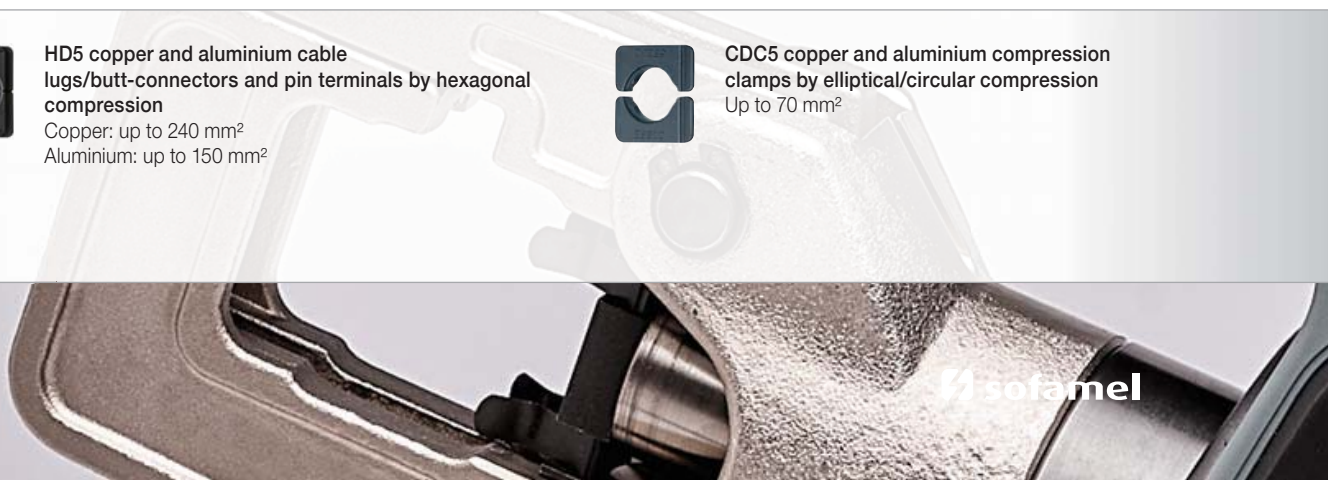 HD5 copper and aluminium cable
lugs/butt-connectors and pin terminals by hexagonal
compression
Copper: up to 240 mm²
Aluminium: up to 150 mm²
CDC5 copper and aluminium compression
clamps by elliptical/circular compression
Up to 70 mm²
sofamel